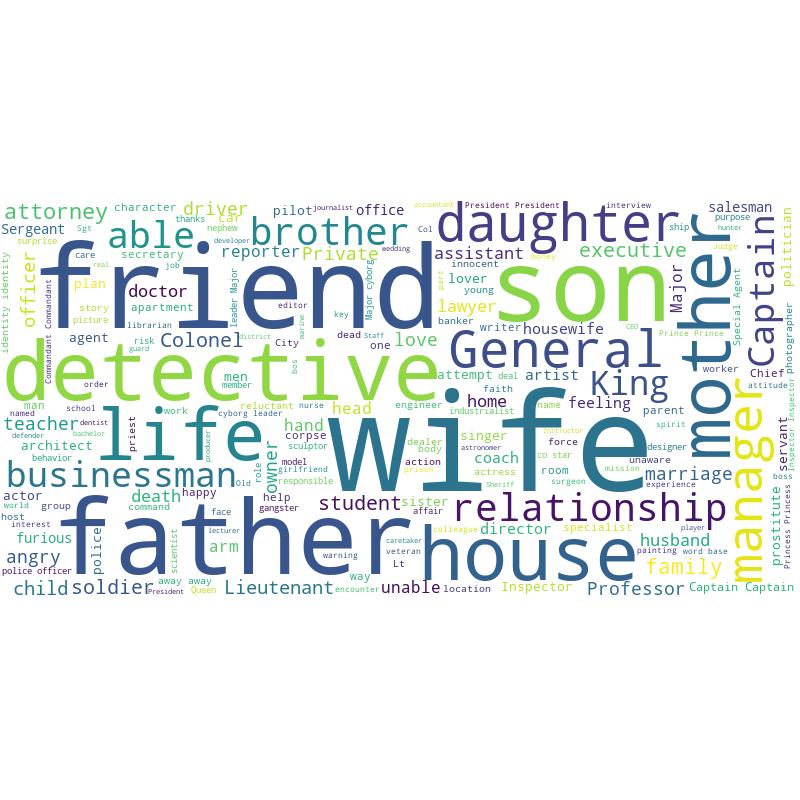 attorney
character
driver
pilot
journalist
office
accountant
President President
interview
salesman
Sergeant
Sgt
thanks
car
nephew
able
brother
Col
daughter
ship
purpose
hunter
politician
surprise
care
secretary
developer
reporter
Private
wedding
assistant
innocent
executive
mother
Judge
Captain
identity identity
officer
real
job
friend
part
money
lover
young
son
Major
Special Agent
plan
doctor
leader Major
editor
Major cyborg
lawyer
story
apartment
key
banker
picture
librarian
marine
writer
housewife
CEO
Prince Prince
photographer
Commandant Commandant
agent
risk
guard
Colonel
district
City
dead
Staff
one
love
General
worker
Chief
detective
bos
men
member
attempt
deal
artist
King
attitude
order
faith
home
feeling
man
named
school
dentist
work
cyborg leader
reluctant
nurse
head
engineer
industrialist
name
parent
manager
Inspector Inspector
teacher
defender
bachelor
life
hand
wife
instructor
spirit
servant
architect
priest
producer
corpse
dealer
body
singer
astronomer
force
designer
behavior
owner
sculptor
coach
co star
unaware
businessman
role
model
girlfriend
action
actress
room
mission
marriage
experience
boss
Old
responsible
prison
Sheriff
surgeon
actor
death
happy
help
student
sister
relationship
prostitute
Princess Princess
world
group
command
gangster
affair
host
interest
face
father
colleague
director
specialist
player
furious
police
lecturer
arm
caretaker
house
husband
angry
scientist
warning
veteran
painting
word base
police officer
away away
Lt
way
family
child
soldier
President
Queen
Lieutenant
encounter
unable
location
Inspector
Professor
Captain Captain